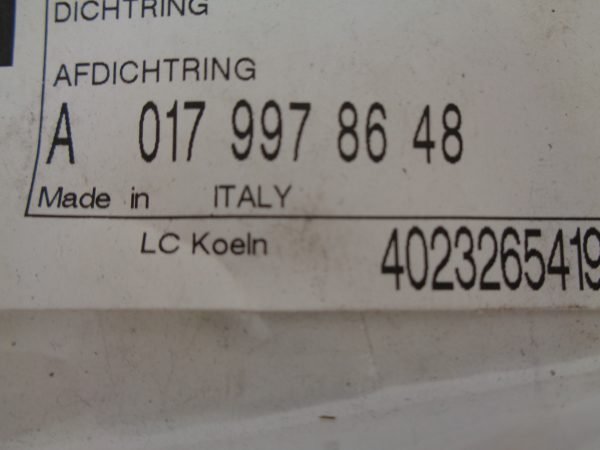 DICHTRING
AFDICHTRING
A 017 997 86 48
Made in ITALY
LC Koeln 4023265419